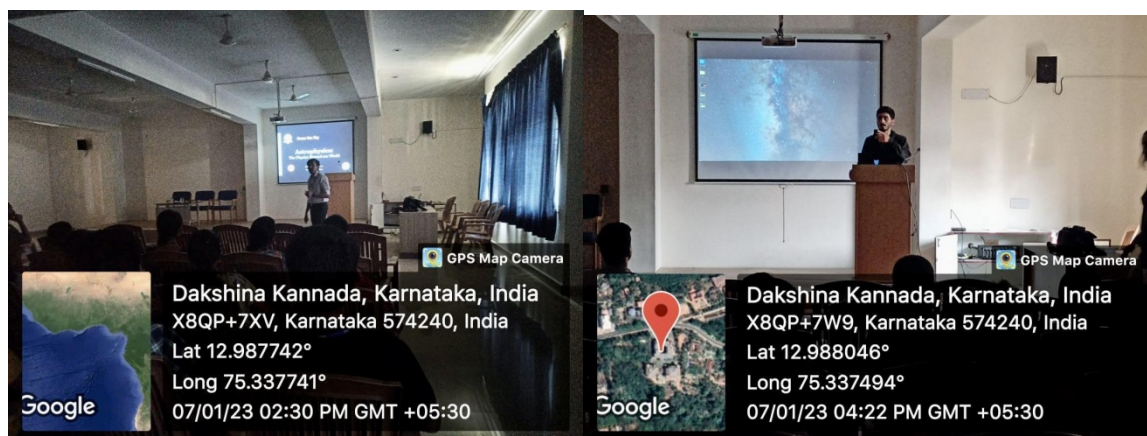 GPS Map Camera
Dakshina Kannada, Karnataka, India
X8QP+7XV, Karnataka 574240, India
Lat 12.987742°
Long 75.337741°
07/01/23 02:30 PM GMT +05:30
Google
GPS Map Camera
Dakshina Kannada, Karnataka, India
X8QP+7W9, Karnataka 574240, India
Lat 12.988046°
Long 75.337494°
07/01/23 04:22 PM GMT +05:30
Google